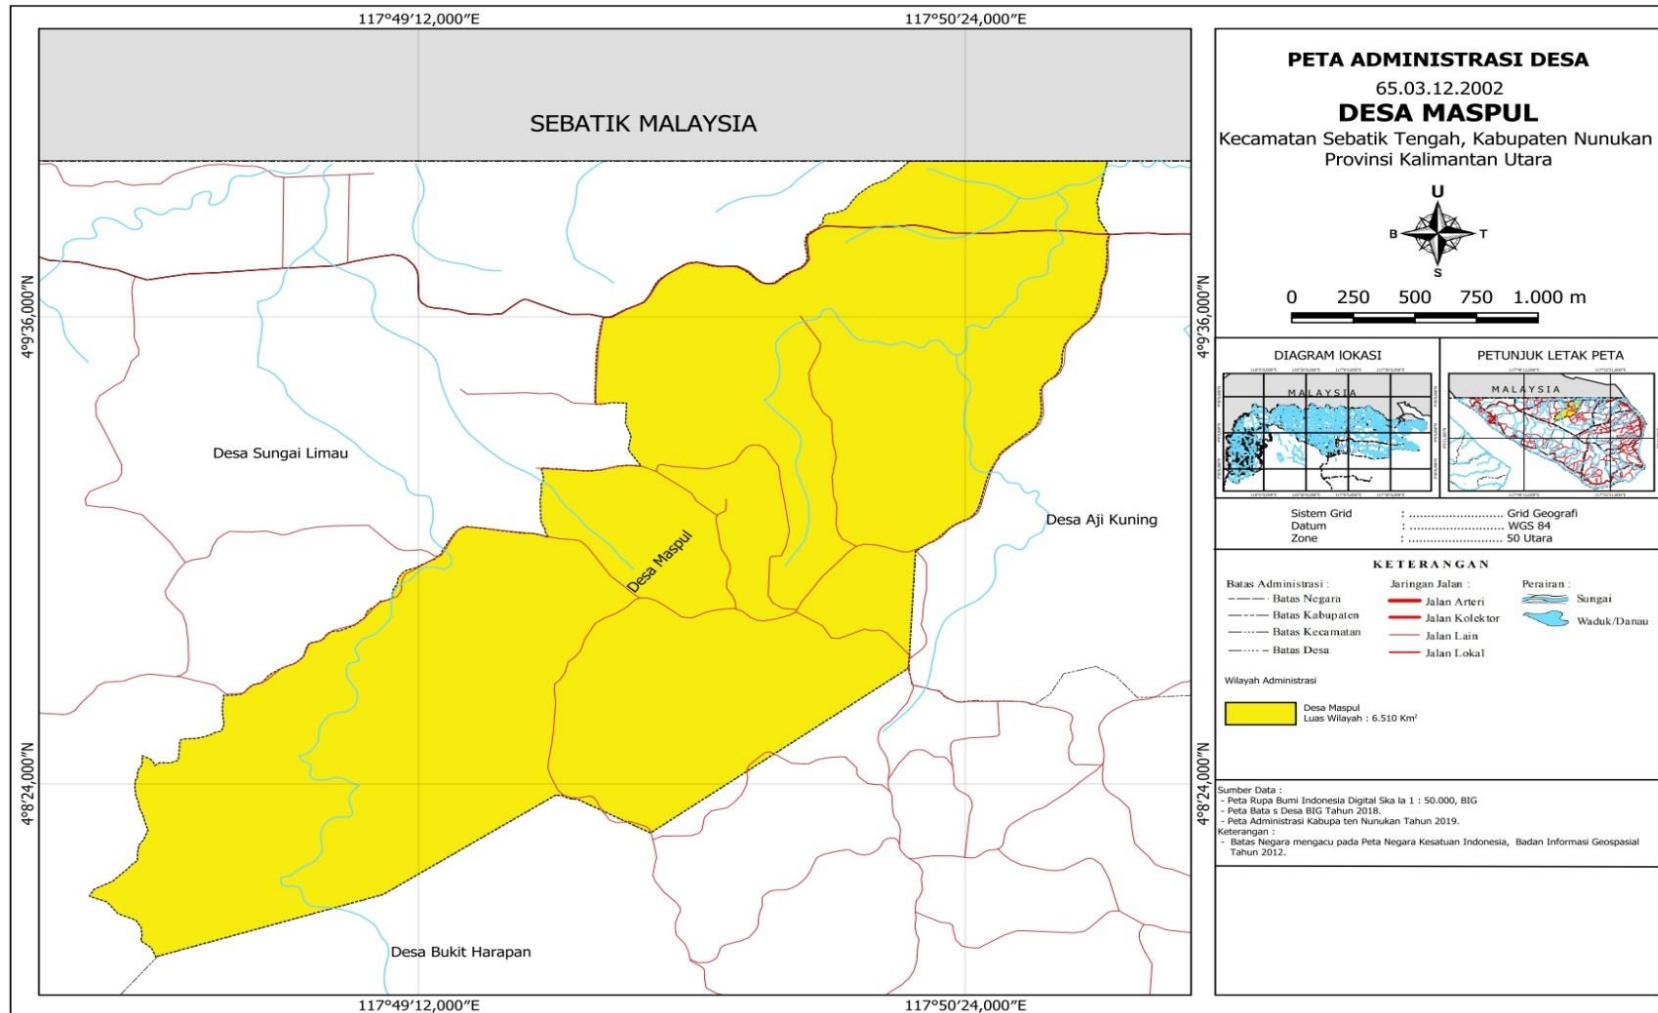 117°49′12,000″E
117°50′24,000″E
SEBATIK MALAYSIA
4°9′36,000″N
4°9′36,000″N
Desa Sungai Limau
Desa Maspul
Desa Aji Kuning
4°8′24,000″N
4°8′24,000″N
Desa Bukit Harapan
117°49′12,000″E
117°50′24,000″E
PETA ADMINISTRASI DESA
65.03.12.2002
DESA MASPUL
Kecamatan Sebatik Tengah, Kabupaten Nunukan
Provinsi Kalimantan Utara
U
B T
S
0 250 500 750 1.000 m
DIAGRAM lOKASI
MALAYSIA
PETUNJUK LETAK PETA
MALAYSIA
Sistem Grid : ........................ Grid Geografi
Datum : ........................ WGS 84
Zone : ........................ 50 Utara
KETERANGAN
Batas Administrasi :
Batas Negara
Batas Kabupaten
Batas Kecamatan
Batas Desa
Jaringan Jalan :
Jalan Arteri
Jalan Kolektor
Jalan Lain
Jalan Lokal
Perairan :
Sungai
Waduk/Danau
Wilayah Administrasi
Desa Maspul
Luas Wilayah : 6.510 Km²
Sumber Data :
- Peta Rupa Bumi Indonesia Digital Ska la 1 : 50.000, BIG
- Peta Bata s Desa BIG Tahun 2018.
- Peta Administrasi Kabupa ten Nunukan Tahun 2019.
Keterangan :
- Batas Negara mengacu pada Peta Negara Kesatuan Indonesia, Badan Informasi Geospasial
Tahun 2012.